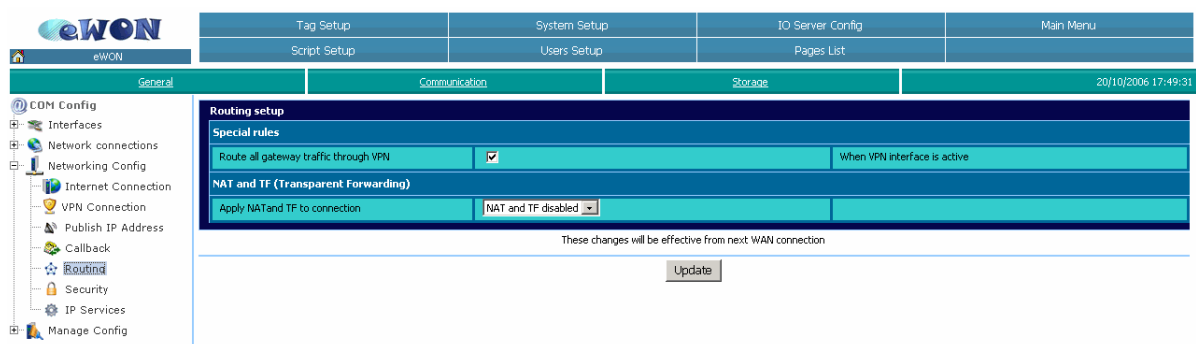 eWON
eWON
Tag Setup
System Setup
IO Server Config
Main Menu
Script Setup
Users Setup
Pages List
General
Communication
Storage
20/10/2006 17:49:31
COM Config
Interfaces
Network connections
Networking Config
Internet Connection
VPN Connection
Publish IP Address
Callback
Routing
Security
IP Services
Manage Config
Routing setup
Special rules
Route all gateway traffic through VPN
When VPN interface is active
NAT and TF (Transparent Forwarding)
Apply NATand TF to connection
NAT and TF disabled
These changes will be effective from next WAN connection
Update